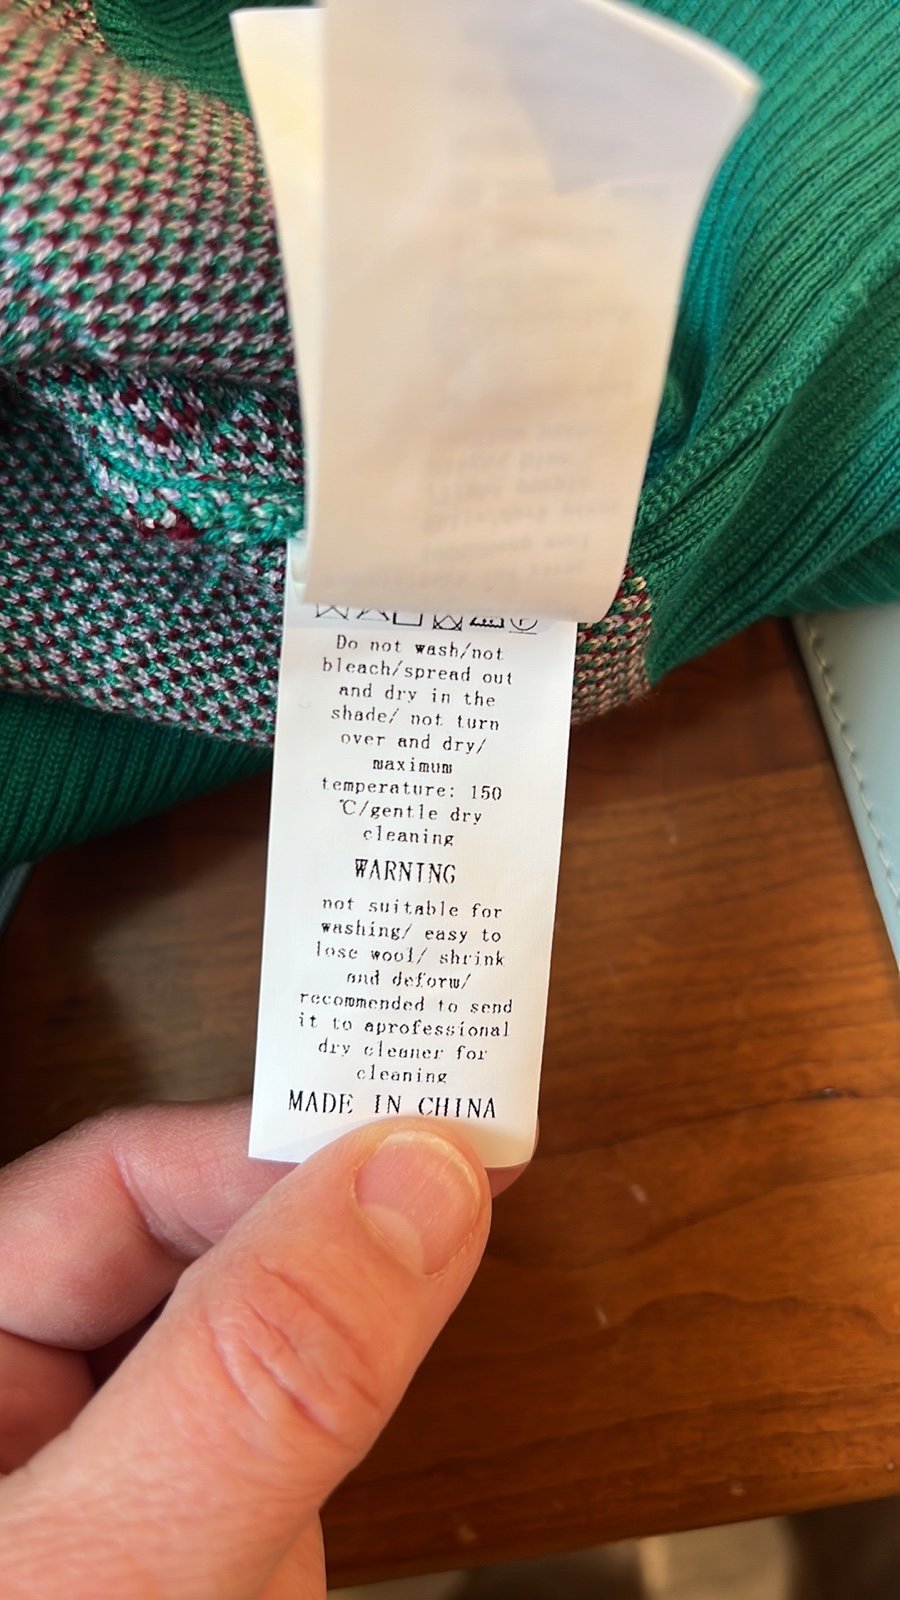 Do not wash/not
bleach/spread out
and dry in the
shade/ not turn
over and dry/
maximum
temperature: 150
℃/gentle dry
cleaning
WARNING
not suitable for
washing/ easy to
lose wool/ shrink
and deform/
recommended to send
it to aprofessional
dry cleaner for
cleaning
MADE IN CHINA